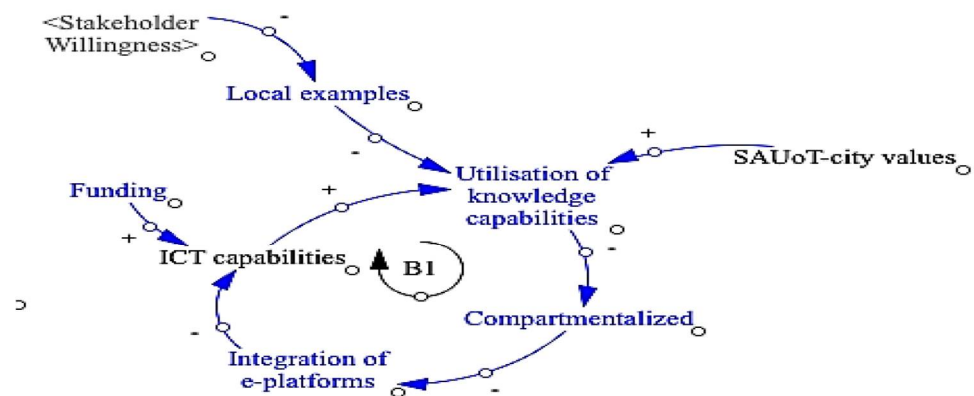 <Stakeholder
Willingness>
-
Local examples
-
+
SAUoT-city values
Utilisation of
knowledge
capabilities
Funding
+
+
ICT capabilities
B1
-
Compartmentalized
-
Integration of
e-platforms
-